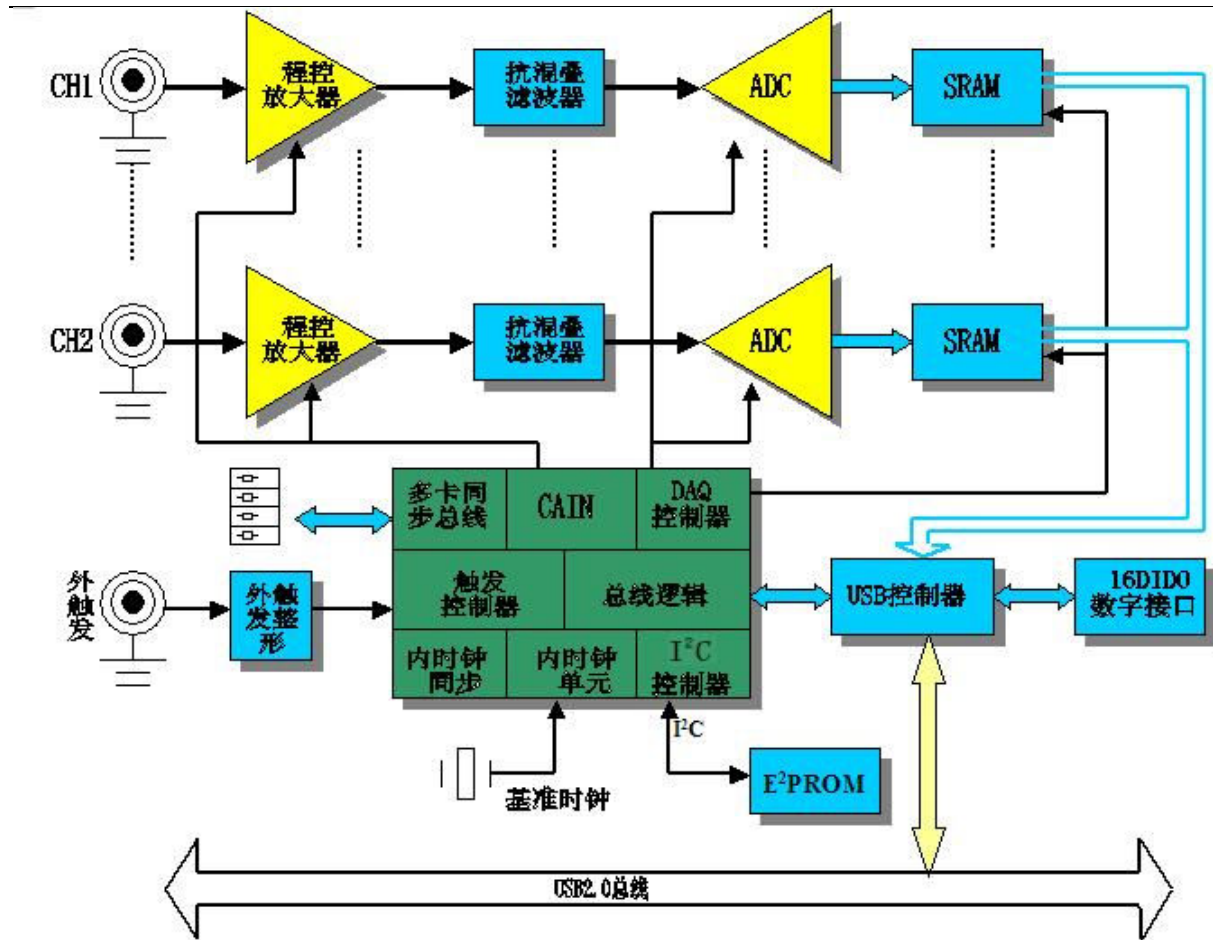 CH1
程控
放大器
抗混叠
滤波器
ADC
SRAM
CH2
程控
放大器
抗混叠
滤波器
ADC
SRAM
多卡同
步总线
CAIN
DAQ
控制器
外触发
外触
发整
形
触发
控制器
总线逻辑
USB控制器
16DIDO
数字接口
内时钟
同步
内时钟
单元
I²C
控制器
I²C
基准时钟
E²PROM
USB2.0总线